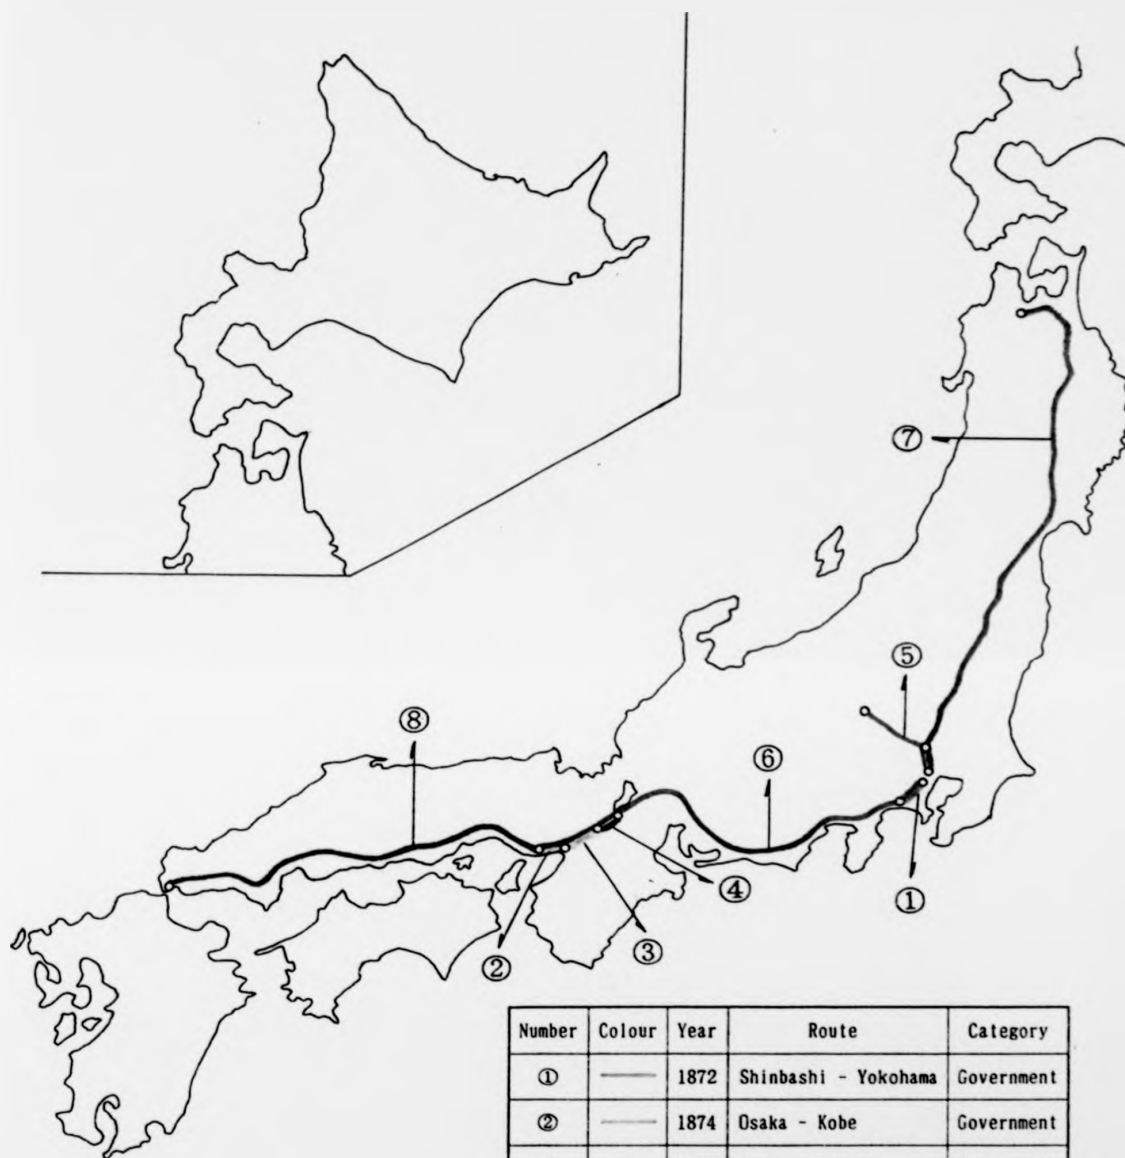 ⑦
⑤
⑧
⑥
④
①
③
②
Number Colour Year Route Category
① 1872 Shinbashi - Yokohama Government
② 1874 Osaka - Kobe Government